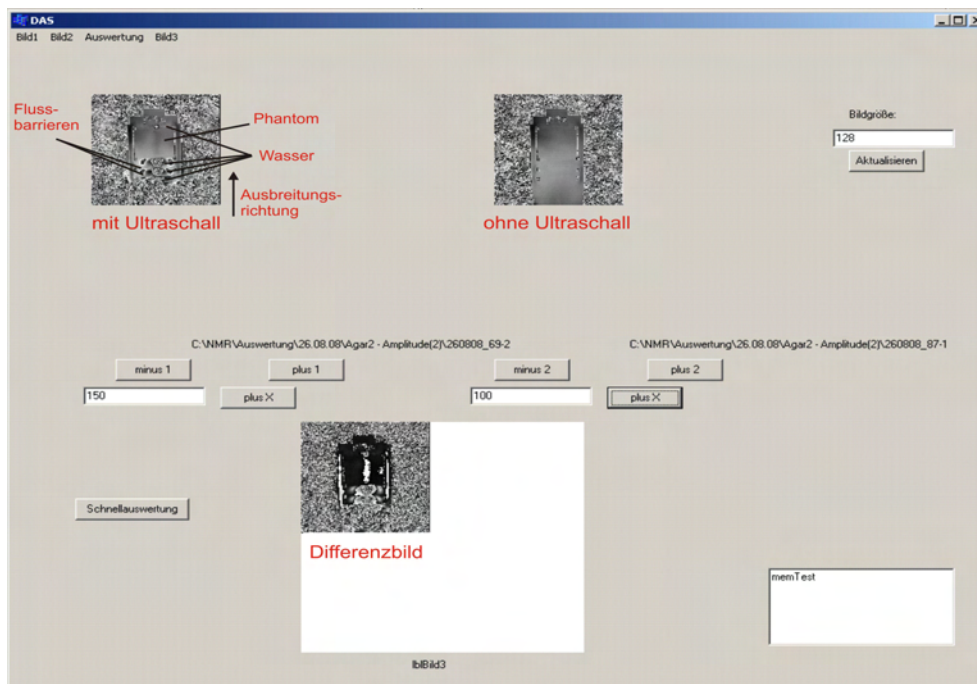 DAS
Bild1 Bild2 Auswertung Bild3
Fluss-
barrieren
Phantom
Wasser
Ausbreitungs-
richtung
mit Ultraschall
ohne Ultraschall
Bildgröße:
128
Aktualisieren
C:\NMR\Auswertung\26.08.08\Agar2 - Amplitude(2)\260808_69-2
C:\NMR\Auswertung\26.08.08\Agar2 - Amplitude(2)\260808_87-1
minus 1
plus 1
minus 2
plus 2
150
plus X
100
plus X
Schnellauswertung
Differenzbild
memTest
lblBild3